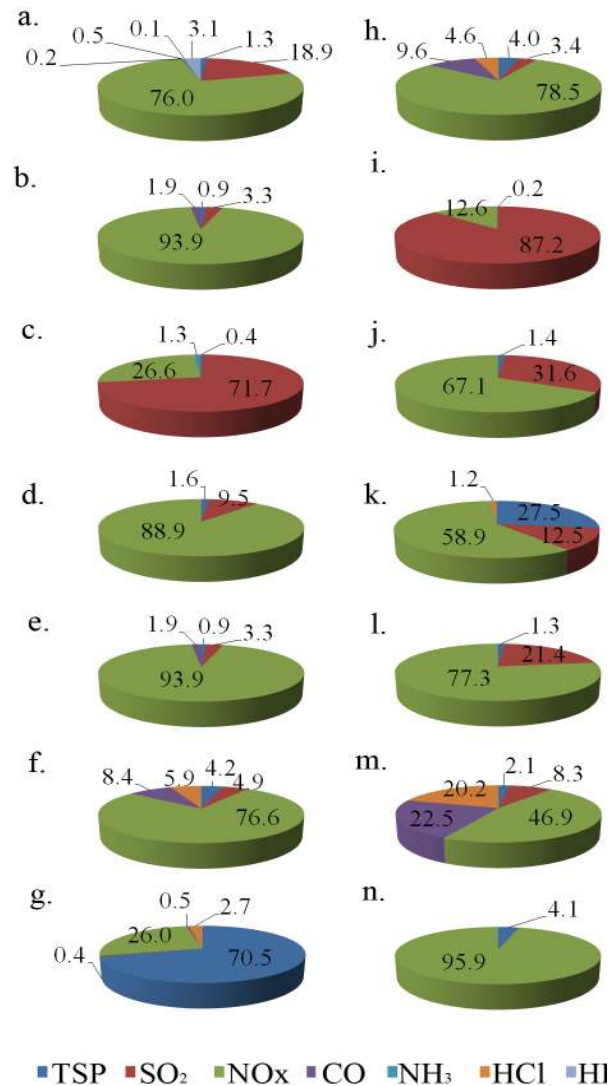 a.
0.2 0.5 0.1 3.1 1.3 18.9
76.0
b.
1.9 0.9 3.3
93.9
c.
1.3 0.4
26.6 71.7
d.
1.6 9.5
88.9
e.
1.9 0.9 3.3
93.9
f.
8.4 5.9 4.2 4.9
76.6
g.
0.5 2.7
26.0
0.4 70.5
h.
9.6 4.6 4.0 3.4
78.5
i.
12.6 0.2
87.2
j.
1.4
67.1 31.6
k.
1.2 27.5
58.9 12.5
l.
1.3
77.3 21.4
m.
20.2 2.1 8.3
22.5 46.9
n.
4.1
95.9
TSP SO₂ NOx CO NH₃ HCl